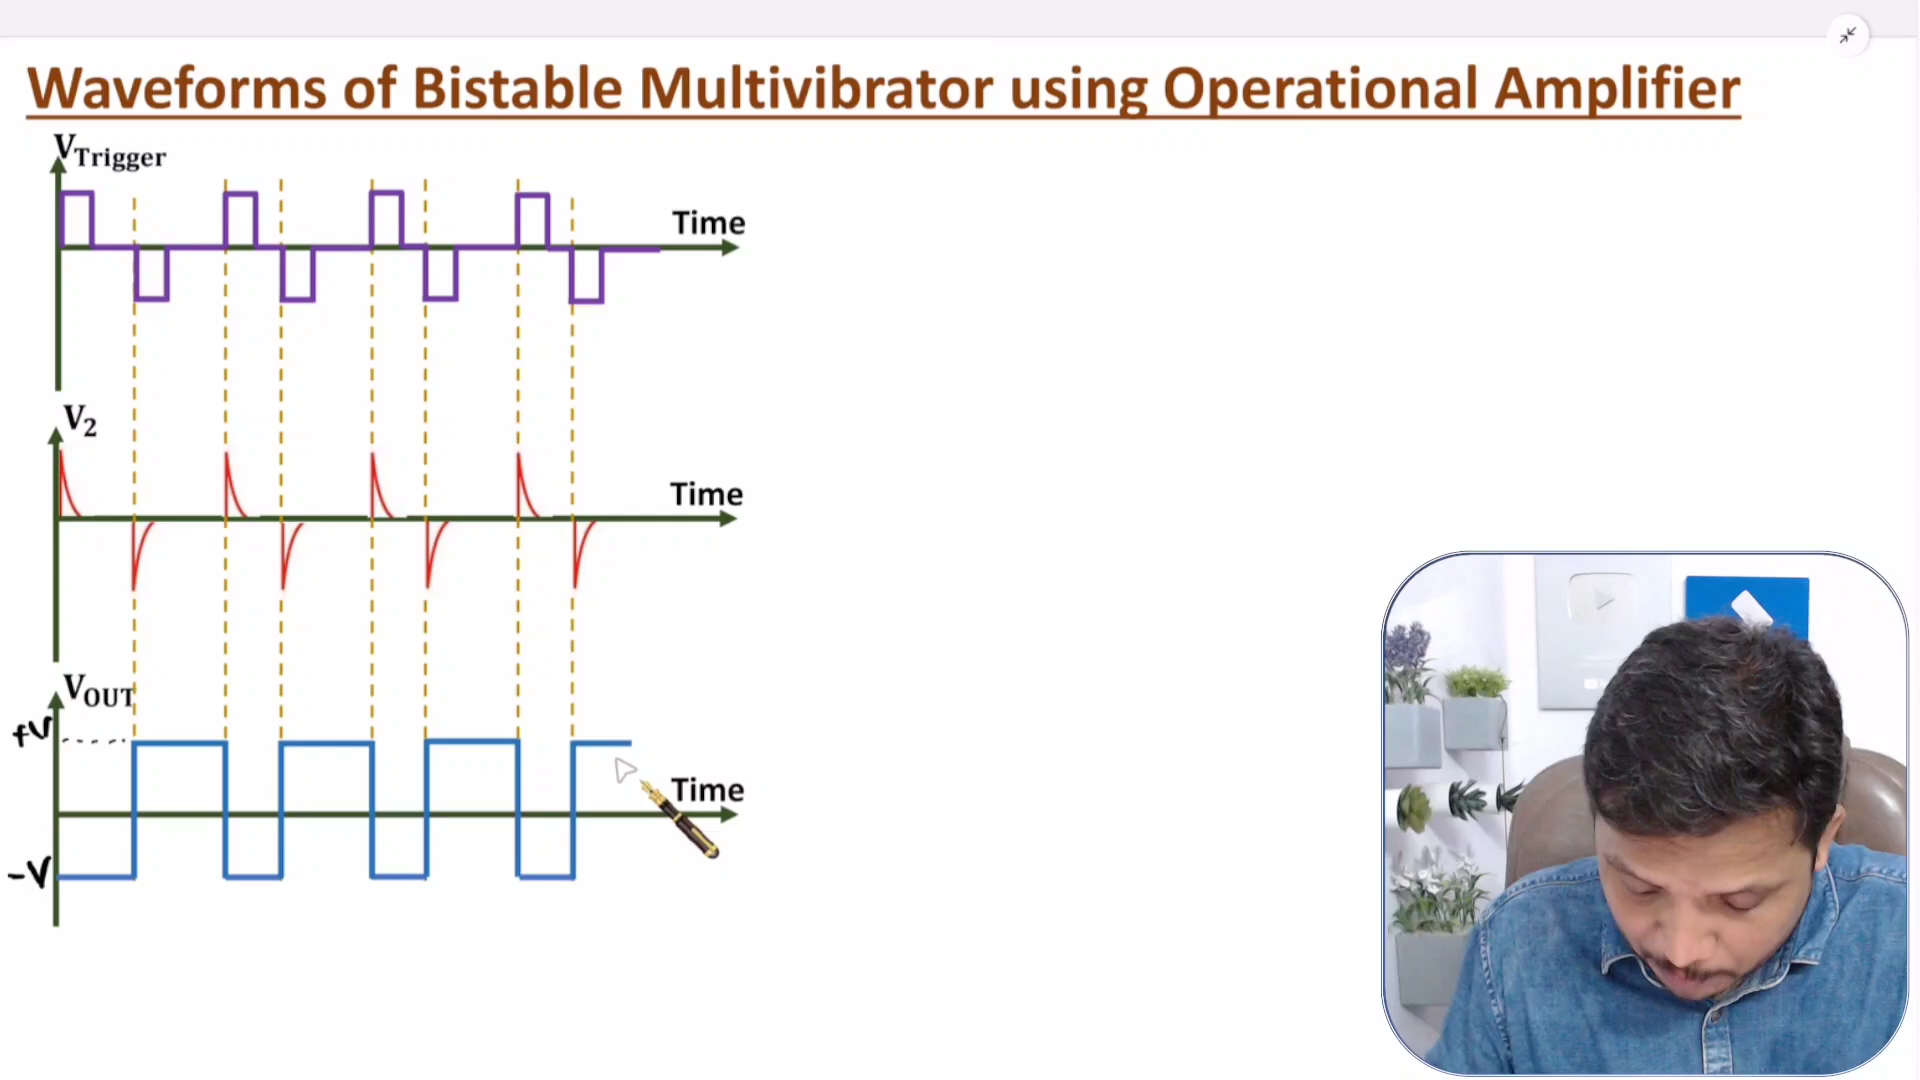 Waveforms of Bistable Multivibrator using Operational Amplifier
VTrigger
Time
V2
Time
VOUT
+V
Time
-V